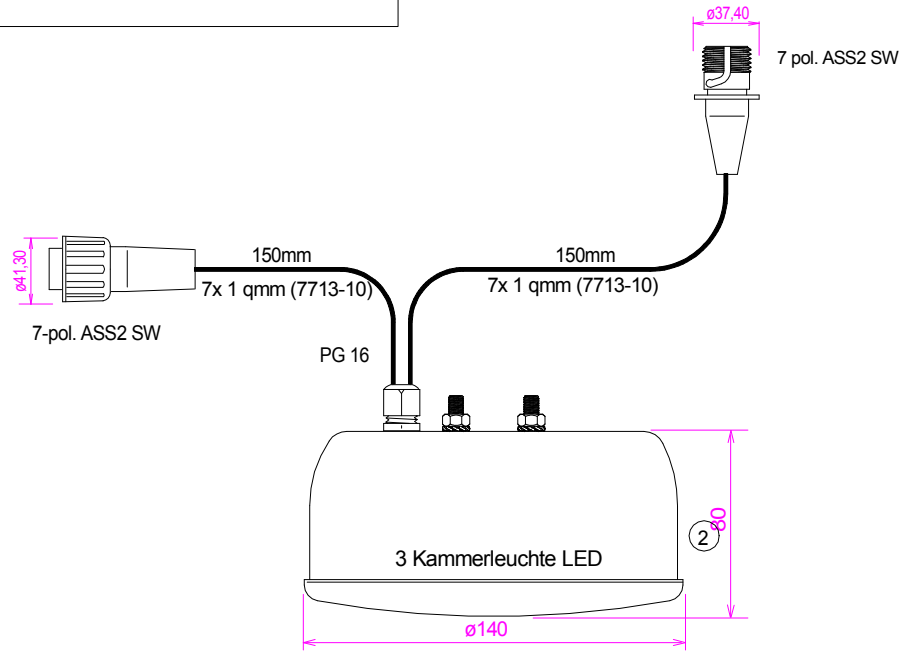 ø37,40
7 pol. ASS2 SW
ø41,30
150mm
7x 1 qmm (7713-10)
150mm
7x 1 qmm (7713-10)
7-pol. ASS2 SW
PG 16
80
2
3 Kammerleuchte LED
ø140